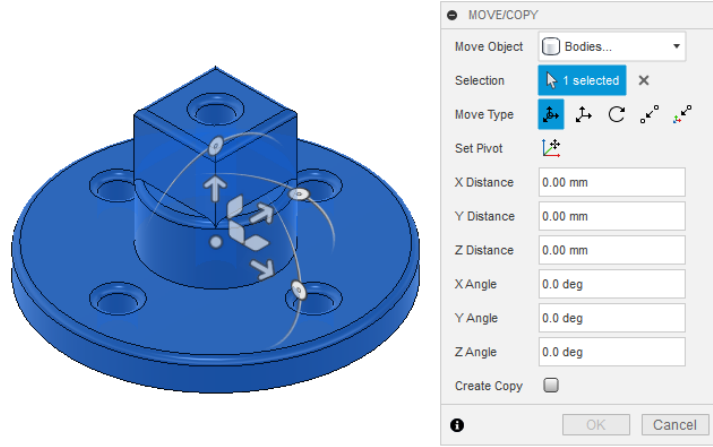 MOVE/COPY
Move Object Bodies...
Selection 1 selected
Move Type
Set Pivot
X Distance 0.00 mm
Y Distance 0.00 mm
Z Distance 0.00 mm
X Angle 0.0 deg
Y Angle 0.0 deg
Z Angle 0.0 deg
Create Copy
OK Cancel